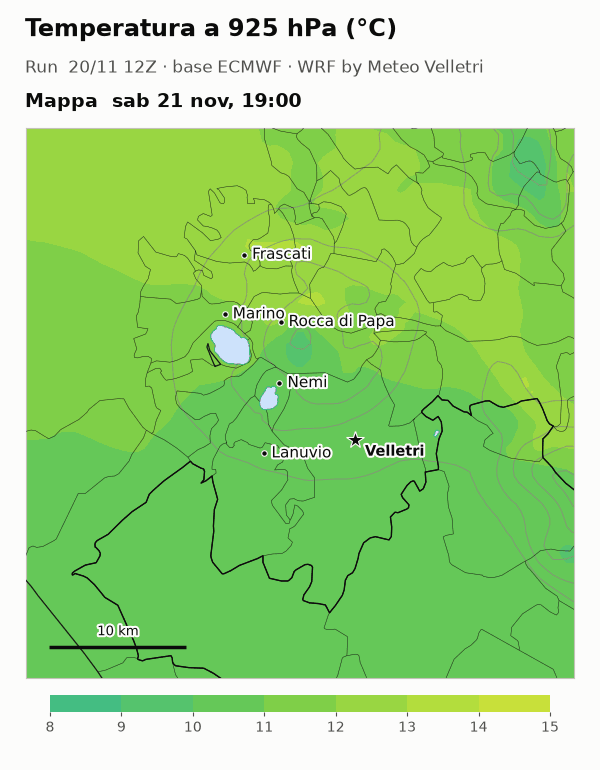 Temperatura a 925 hPa (°C)
Run  20/11 12Z · base ECMWF · WRF by Meteo Velletri
Mappa  sab 21 nov, 19:00
Frascati
Marino
Rocca di Papa
Nemi
Velletri
Lanuvio
10 km
8 9 10 11 12 13 14 15